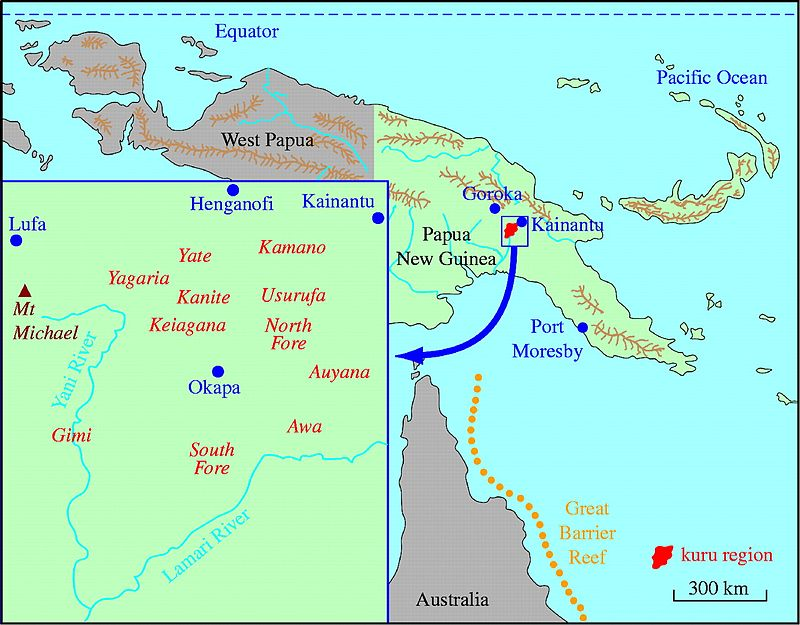 Equator
Pacific Ocean
West Papua
Goroka
Kainantu
Papua
New Guinea
Port
Moresby
Henganofi
Kainantu
Lufa
Yate
Kamano
Yagaria
Kanite
Usurufa
Mt
Michael
Keiagana
North
Fore
Yani River
Okapa
Auyana
Gimi
Awa
South
Fore
Lamari River
Great
Barrier
Reef
kuru region
300 km
Australia